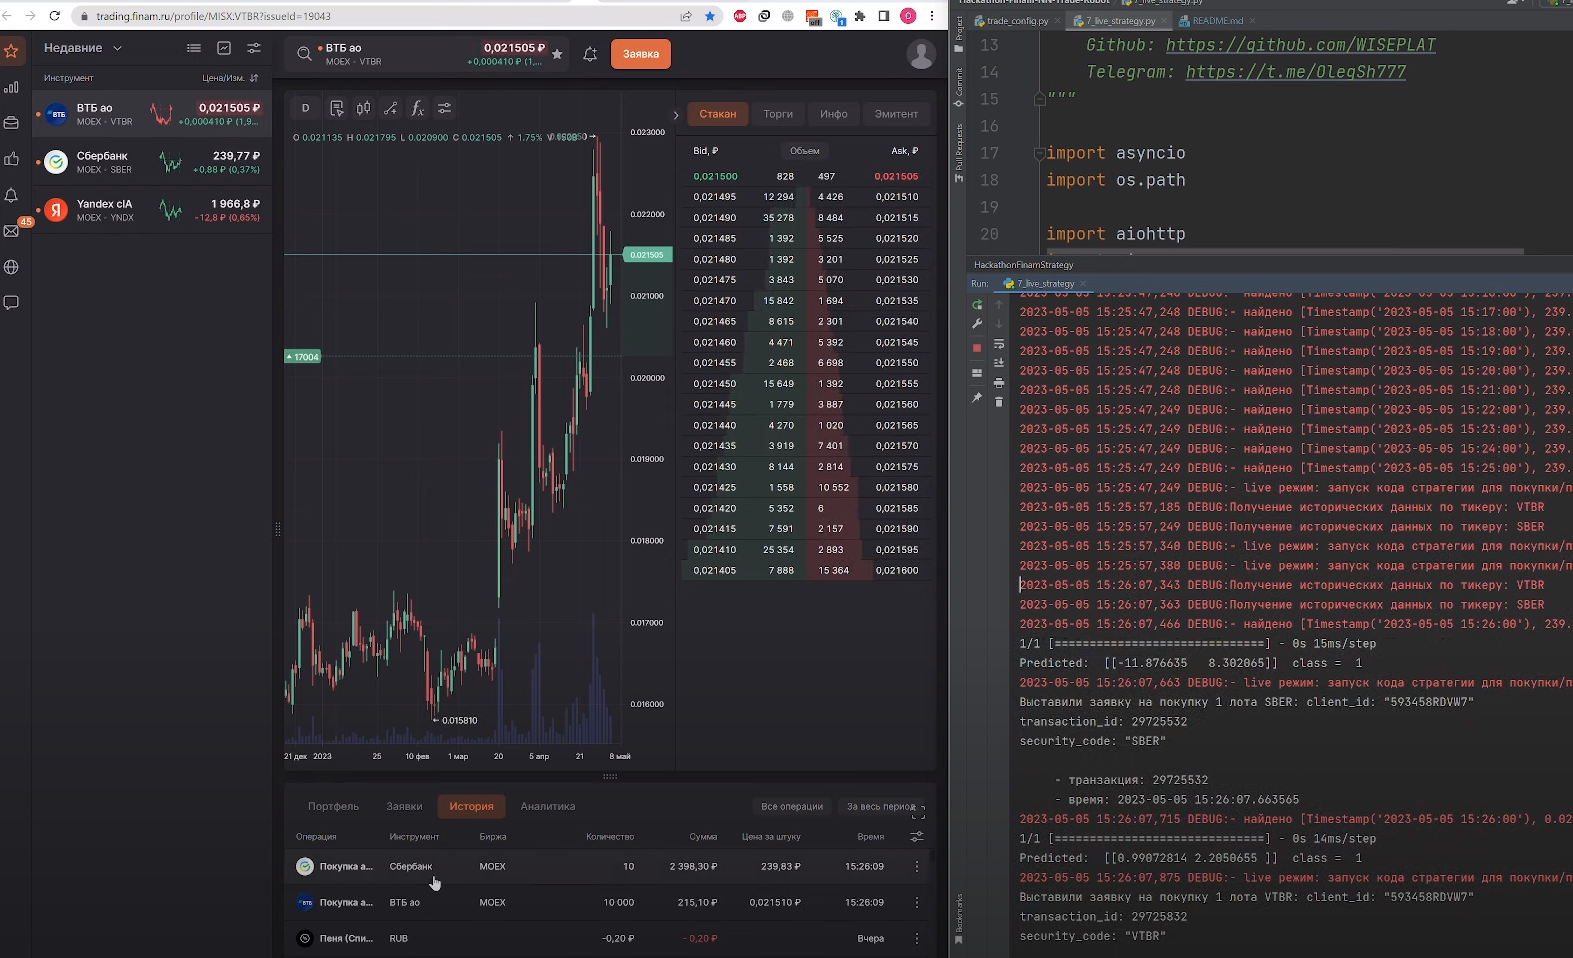 trading.finam.ru/profile/MISX:VTBR?issueId=19043
Недавние
Инструмент
Цена/Изм.
ВТБ ао
MOEX - VTBR
0,021505 ₽
+0,000410 ₽ (1,9...
Сбербанк
MOEX - SBER
239,77 ₽
+0,88 ₽ (0,37%)
Yandex clA
MOEX - YNDX
1 966,8 ₽
-12,8 ₽ (0,65%)
45
ВТБ ао
MOEX - VTBR
0,021505 ₽
+0,000410 ₽ (1,...
Заявка
D
O 0.021135 H 0.021795 L 0.020900 C 0.021505 ↑ 1.75%
0.023000
0.022000
0.021505
0.021000
0.020000
0.019000
0.018000
0.017000
0.016000
17004
← 0.015810
21 дек 2023 25 10 фев 1 мар 20 5 апр 21 8 май
Стакан Торги Инфо Эмитент
Bid, ₽ Объем Ask, ₽
0,021500 828 497 0,021505
0,021495 12 294 4 426 0,021510
0,021490 35 278 8 484 0,021515
0,021485 1 392 5 525 0,021520
0,021480 1 392 3 201 0,021525
0,021475 3 843 5 070 0,021530
0,021470 15 842 1 694 0,021535
0,021465 8 615 2 301 0,021540
0,021460 4 471 5 392 0,021545
0,021455 2 468 6 698 0,021550
0,021450 15 649 1 392 0,021555
0,021445 1 779 3 887 0,021560
0,021440 4 270 1 020 0,021565
0,021435 3 919 7 401 0,021570
0,021430 8 144 2 814 0,021575
0,021425 1 558 10 552 0,021580
0,021420 5 352 6 0,021585
0,021415 7 591 2 157 0,021590
0,021410 25 354 2 893 0,021595
0,021405 7 888 15 364 0,021600
Портфель Заявки История Аналитика Все операции За весь период
Операция Инструмент Биржа Количество Сумма Цена за штуку Время
Покупка а... Сбербанк MOEX 10 2 398,30 ₽ 239,83 ₽ 15:26:09
Покупка а... ВТБ ао MOEX 10 000 215,10 ₽ 0,021510 ₽ 15:26:09
Пеня (Спи... RUB -0,20 ₽ - 0,20 ₽ Вчера
Hackathon-Finam-NN-Trade-Robot 7_live_strategy.py
trade_config.py 7_live_strategy.py README.md
Project
Commit
Pull Requests
Bookmarks
13 Github: https://github.com/WISEPLAT
14 Telegram: https://t.me/OlegSh777
15 """
16
17 import asyncio
18 import os.path
19
20 import aiohttp
HackathonFinamStrategy
Run: 7_live_strategy
2023-05-05 15:25:47,248 DEBUG:- найдено [Timestamp('2023-05-05 15:16:00'), 239.
2023-05-05 15:25:47,248 DEBUG:- найдено [Timestamp('2023-05-05 15:17:00'), 239.
2023-05-05 15:25:47,248 DEBUG:- найдено [Timestamp('2023-05-05 15:18:00'), 239.
2023-05-05 15:25:47,248 DEBUG:- найдено [Timestamp('2023-05-05 15:19:00'), 239.
2023-05-05 15:25:47,248 DEBUG:- найдено [Timestamp('2023-05-05 15:20:00'), 239.
2023-05-05 15:25:47,248 DEBUG:- найдено [Timestamp('2023-05-05 15:21:00'), 239.
2023-05-05 15:25:47,249 DEBUG:- найдено [Timestamp('2023-05-05 15:22:00'), 239.
2023-05-05 15:25:47,249 DEBUG:- найдено [Timestamp('2023-05-05 15:23:00'), 239.
2023-05-05 15:25:47,249 DEBUG:- найдено [Timestamp('2023-05-05 15:24:00'), 239.
2023-05-05 15:25:47,249 DEBUG:- найдено [Timestamp('2023-05-05 15:25:00'), 239.
2023-05-05 15:25:47,249 DEBUG:- live режим: запуск кода стратегии для покупки/п
2023-05-05 15:25:57,185 DEBUG:Получение исторических данных по тикеру: VTBR
2023-05-05 15:25:57,249 DEBUG:Получение исторических данных по тикеру: SBER
2023-05-05 15:25:57,340 DEBUG:- live режим: запуск кода стратегии для покупки/п
2023-05-05 15:25:57,380 DEBUG:- live режим: запуск кода стратегии для покупки/п
2023-05-05 15:26:07,343 DEBUG:Получение исторических данных по тикеру: VTBR
2023-05-05 15:26:07,363 DEBUG:Получение исторических данных по тикеру: SBER
2023-05-05 15:26:07,466 DEBUG:- найдено [Timestamp('2023-05-05 15:26:00'), 239.
1/1 [==============================] - 0s 15ms/step
Predicted: [[-11.876635 8.302065]] class = 1
2023-05-05 15:26:07,663 DEBUG:- live режим: запуск кода стратегии для покупки/п
Выставили заявку на покупку 1 лота SBER: client_id: "593458RDVW7"
transaction_id: 29725532
security_code: "SBER"
- транзакция: 29725532
- время: 2023-05-05 15:26:07.663565
2023-05-05 15:26:07,715 DEBUG:- найдено [Timestamp('2023-05-05 15:26:00'), 0.02
1/1 [==============================] - 0s 14ms/step
Predicted: [[0.99072814 2.2050655 ]] class = 1
2023-05-05 15:26:07,875 DEBUG:- live режим: запуск кода стратегии для покупки/п
Выставили заявку на покупку 1 лота VTBR: client_id: "593458RDVW7"
transaction_id: 29725832
security_code: "VTBR"